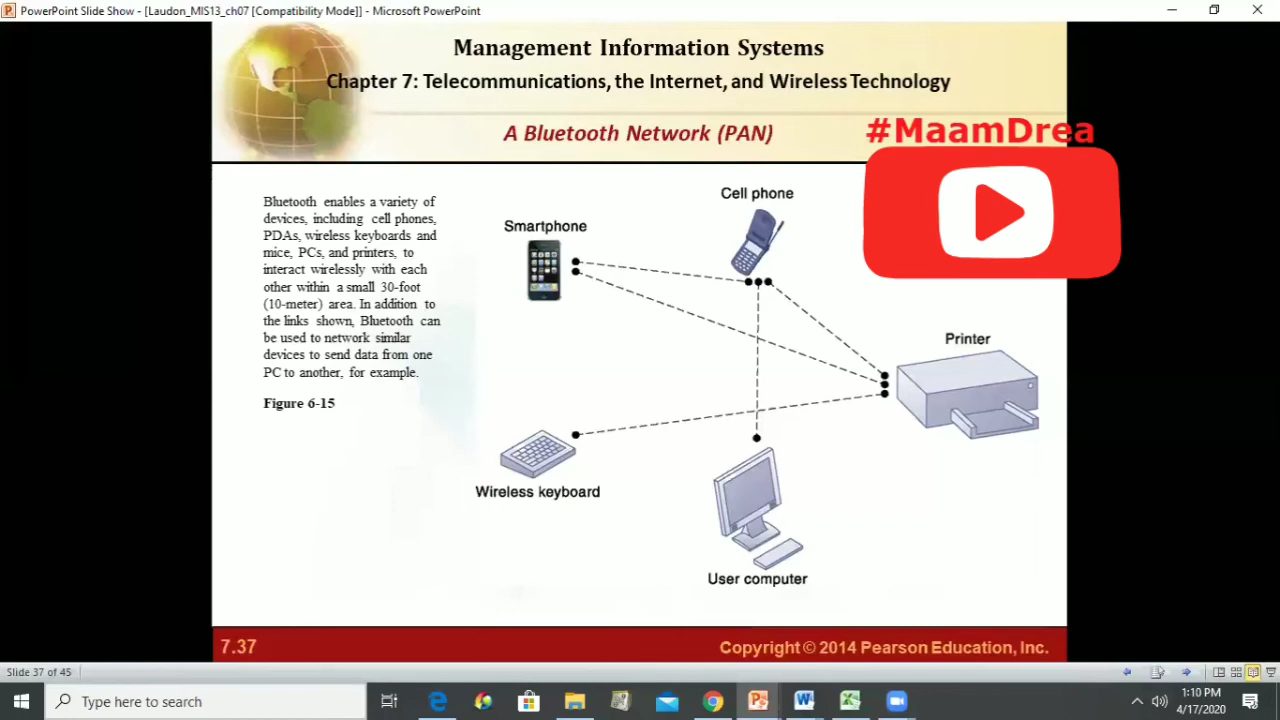 PowerPoint Slide Show - [Laudon_MIS13_ch07 [Compatibility Mode]] - Microsoft PowerPoint
Management Information Systems
Chapter 7: Telecommunications, the Internet, and Wireless Technology
A Bluetooth Network (PAN)
#MaamDrea
Bluetooth enables a variety of
devices, including cell phones,
PDAs, wireless keyboards and
mice, PCs, and printers, to
interact wirelessly with each
other within a small 30-foot
(10-meter) area. In addition to
the links shown, Bluetooth can
be used to network similar
devices to send data from one
PC to another, for example.
Figure 6-15
Cell phone
Smartphone
Printer
Wireless keyboard
User computer
7.37
Copyright © 2014 Pearson Education, Inc.
Slide 37 of 45
Type here to search
1:10 PM
4/17/2020